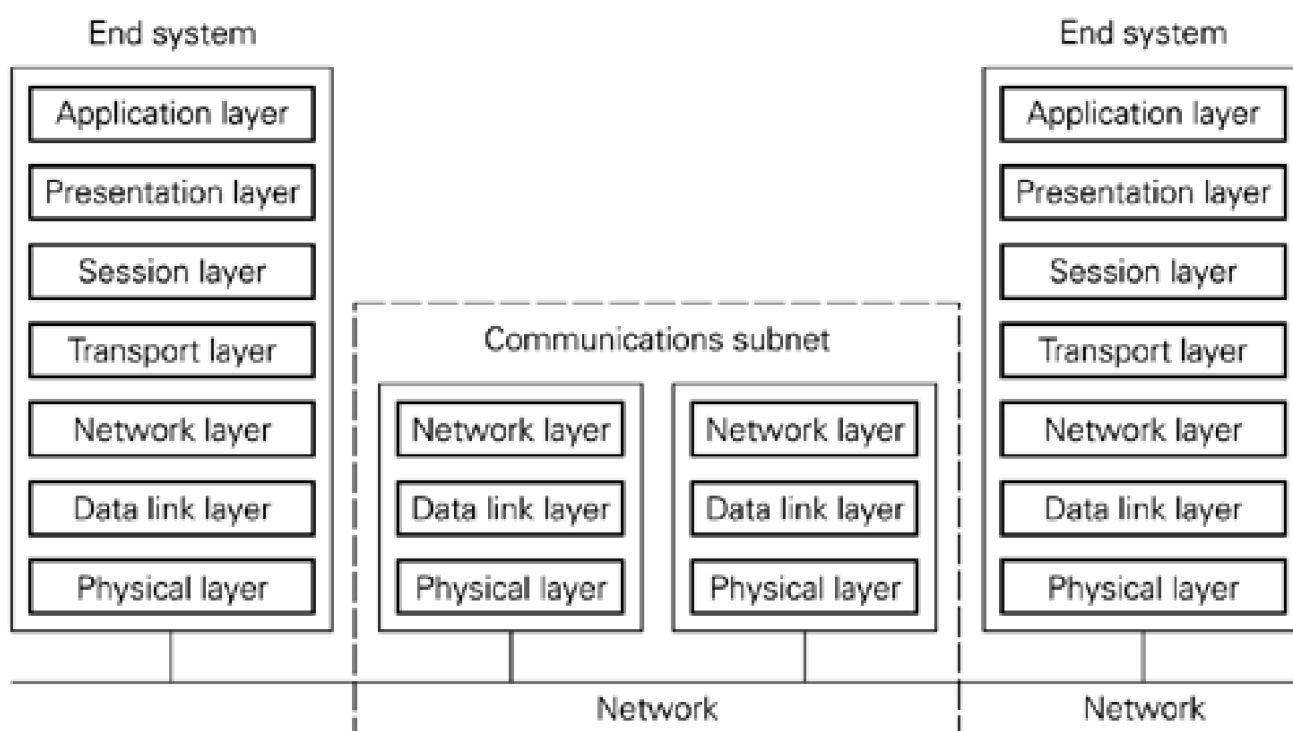 End system
End system
Application layer
Presentation layer
Session layer
Transport layer
Network layer
Data link layer
Physical layer
Communications subnet
Network layer
Data link layer
Physical layer
Network layer
Data link layer
Physical layer
Application layer
Presentation layer
Session layer
Transport layer
Network layer
Data link layer
Physical layer
Network
Network